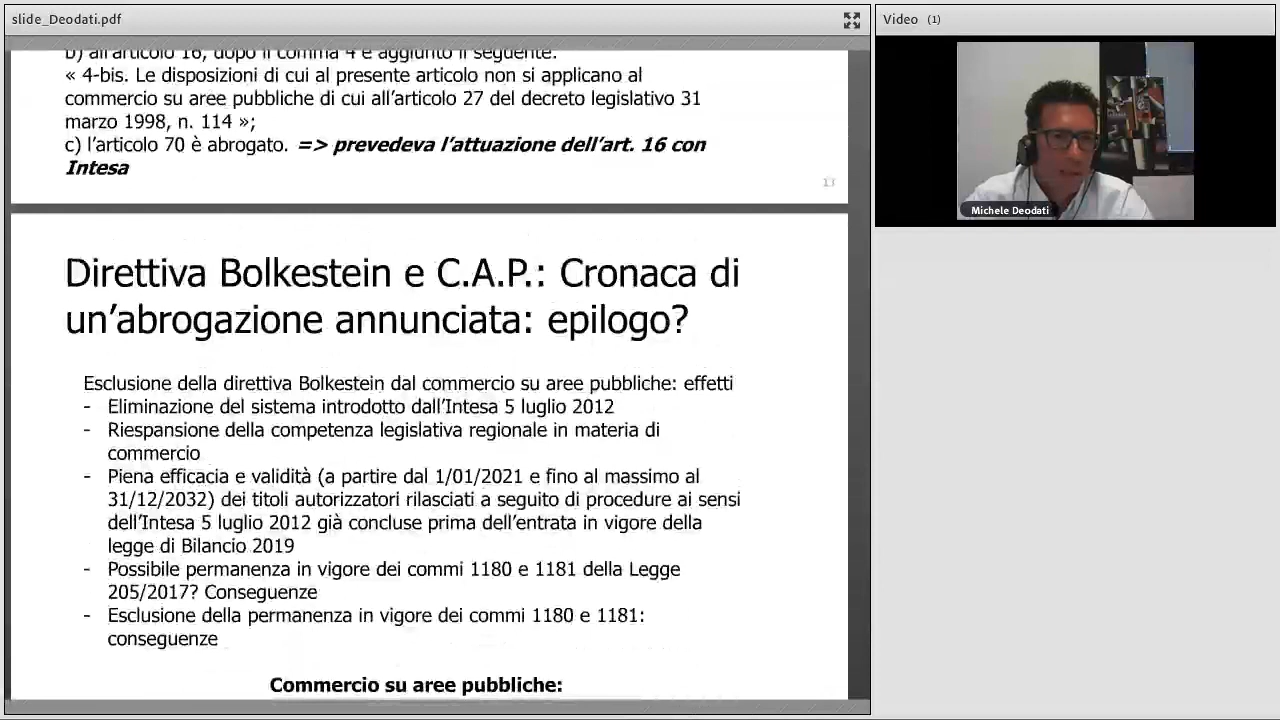 slide_Deodati.pdf
Video (1)
b) all'articolo 16, dopo il comma 4 è aggiunto il seguente:
« 4-bis. Le disposizioni di cui al presente articolo non si applicano al
commercio su aree pubbliche di cui all'articolo 27 del decreto legislativo 31
marzo 1998, n. 114 »;
c) l'articolo 70 è abrogato. => prevedeva l'attuazione dell'art. 16 con
Intesa
13
Direttiva Bolkestein e C.A.P.: Cronaca di
un'abrogazione annunciata: epilogo?
Esclusione della direttiva Bolkestein dal commercio su aree pubbliche: effetti
- Eliminazione del sistema introdotto dall'Intesa 5 luglio 2012
- Riespansione della competenza legislativa regionale in materia di
commercio
- Piena efficacia e validità (a partire dal 1/01/2021 e fino al massimo al
31/12/2032) dei titoli autorizzatori rilasciati a seguito di procedure ai sensi
dell'Intesa 5 luglio 2012 già concluse prima dell'entrata in vigore della
legge di Bilancio 2019
- Possibile permanenza in vigore dei commi 1180 e 1181 della Legge
205/2017? Conseguenze
- Esclusione della permanenza in vigore dei commi 1180 e 1181:
conseguenze
Commercio su aree pubbliche:
Michele Deodati